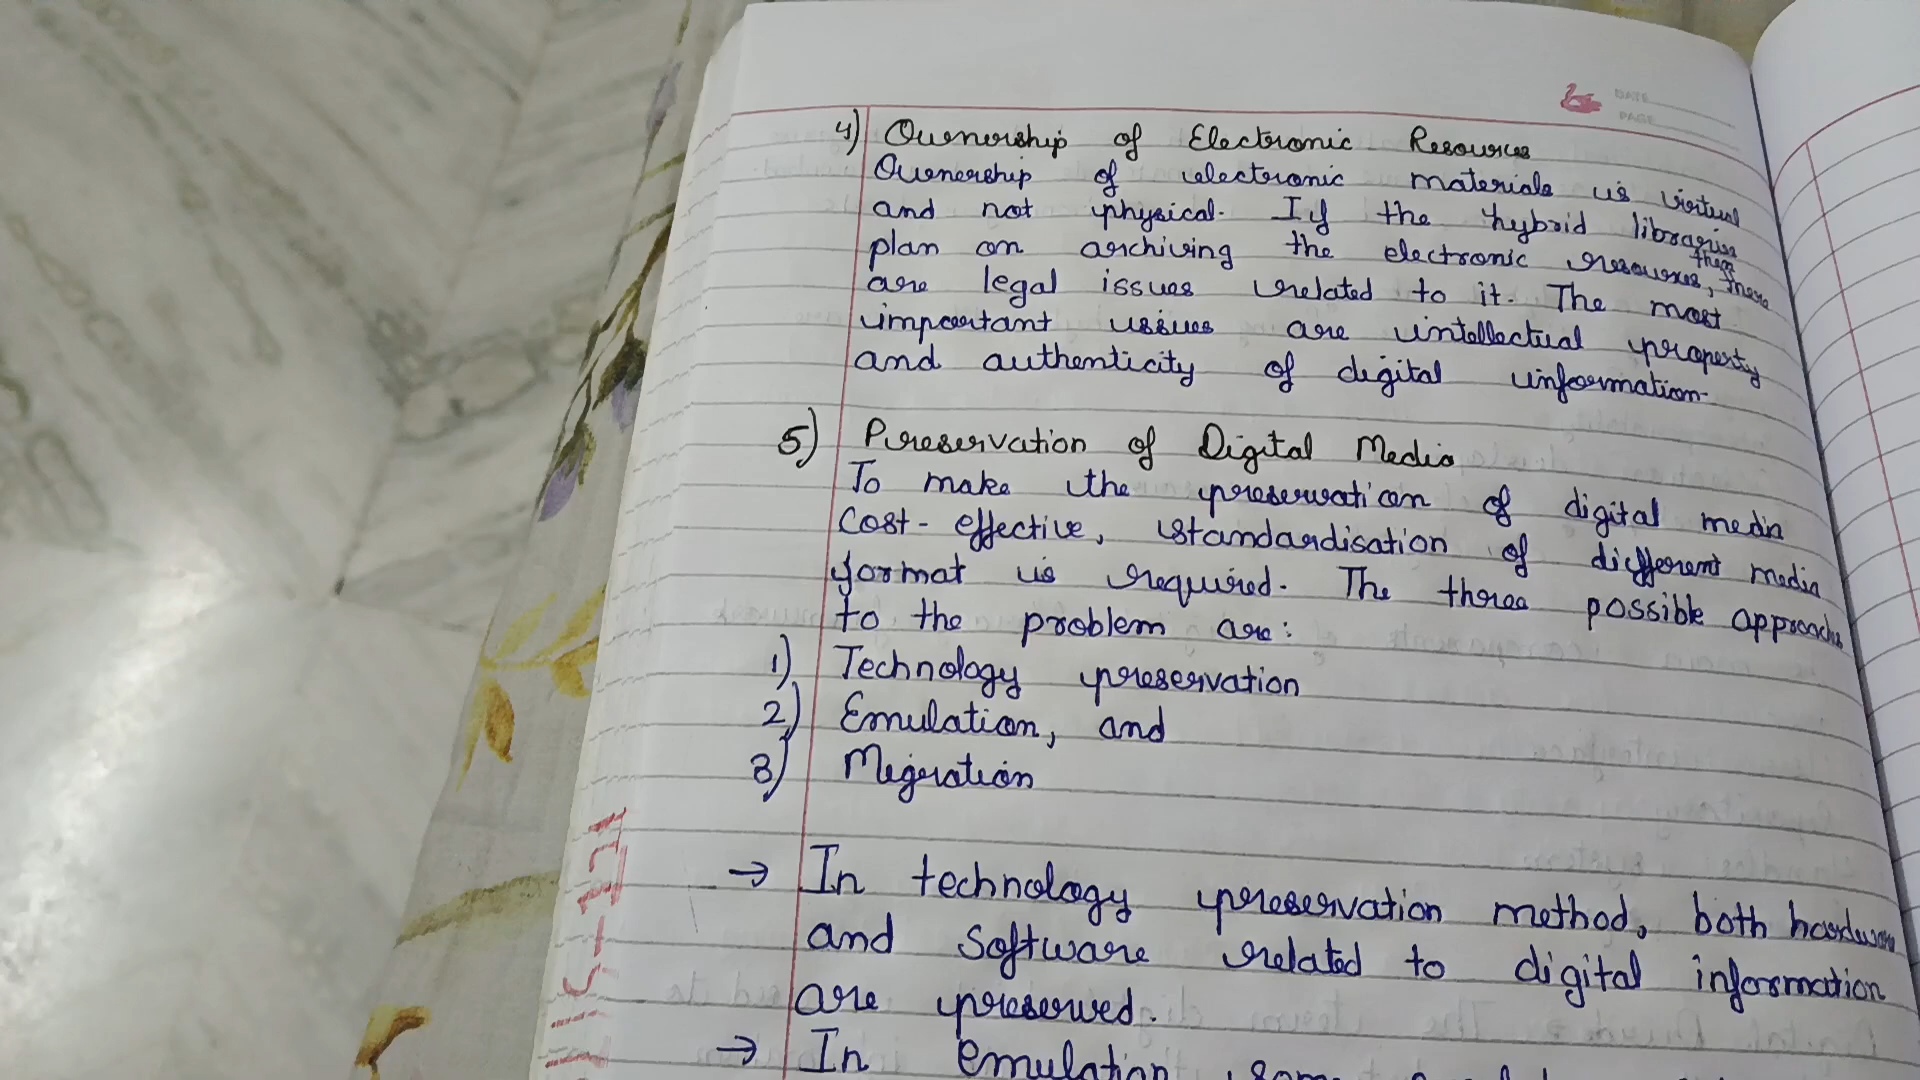 DATE
PAGE
4) Ownership of Electronic Resources
Ownership of electronic materials is virtual
and not physical. If the hybrid libraries
plan on archiving the electronic resources, then there
are legal issues related to it. The most
important issues are intellectual property
and authenticity of digital information.
5) Preservation of Digital Media
To make the preservation of digital media
cost-effective, standardisation of different media
format is required. The three possible approachs
to the problem are:
1) Technology preservation
2) Emulation, and
3) Migration
→ In technology preservation method, both hardware
and software related to digital information
are preserved.
→ In emulation